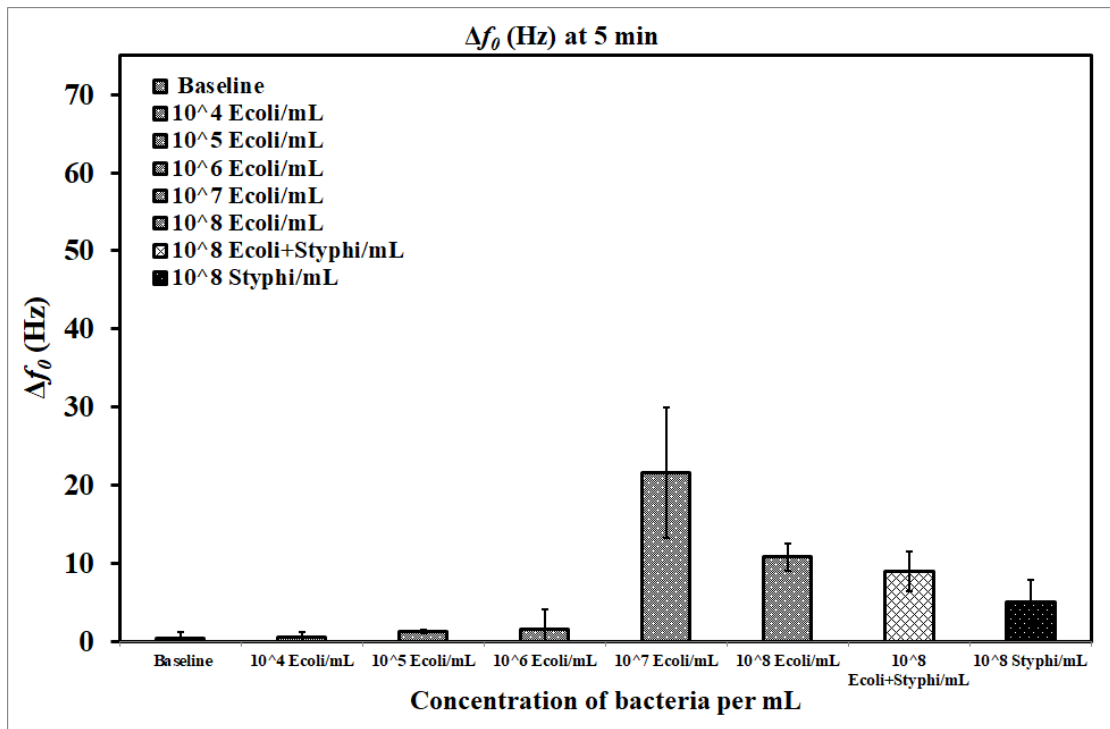 Δf₀ (Hz) at 5 min
Baseline
10^4 Ecoli/mL
10^5 Ecoli/mL
10^6 Ecoli/mL
10^7 Ecoli/mL
10^8 Ecoli/mL
10^8 Ecoli+Styphi/mL
10^8 Styphi/mL
Δf₀ (Hz)
70
60
50
40
30
20
10
0
Baseline
10^4 Ecoli/mL
10^5 Ecoli/mL
10^6 Ecoli/mL
10^7 Ecoli/mL
10^8 Ecoli/mL
10^8
Ecoli+Styphi/mL
10^8 Styphi/mL
Concentration of bacteria per mL